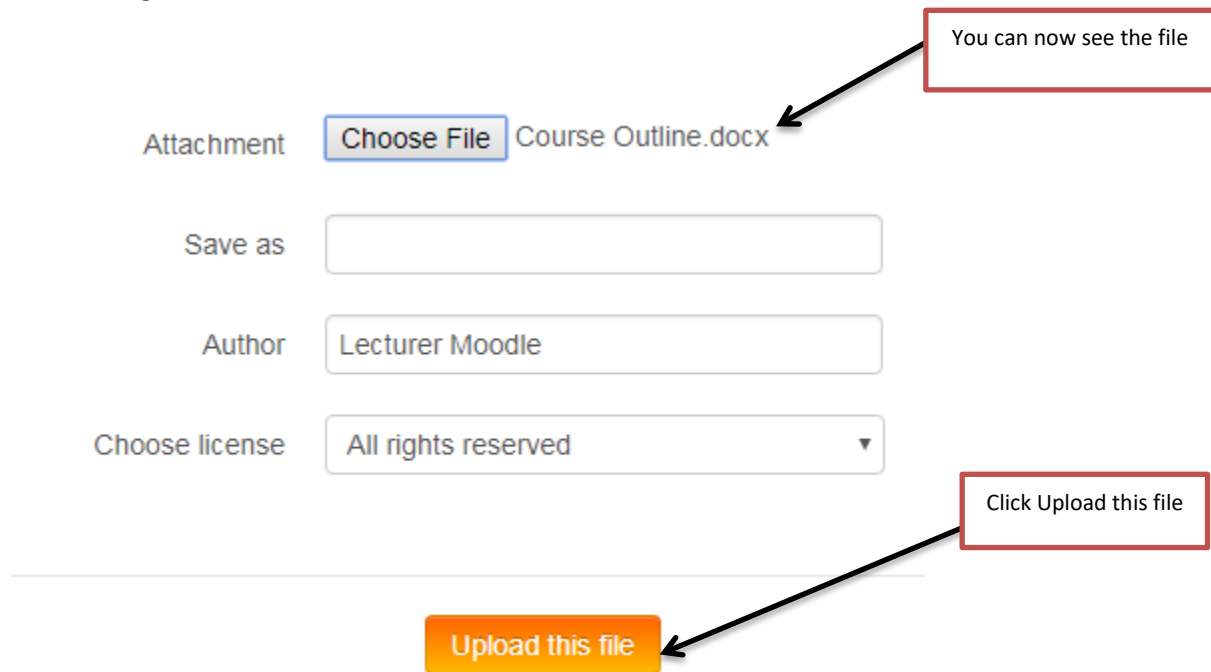 You can now see the file
Attachment Choose File Course Outline.docx
Save as
Author Lecturer Moodle
Choose license All rights reserved
Click Upload this file
Upload this file